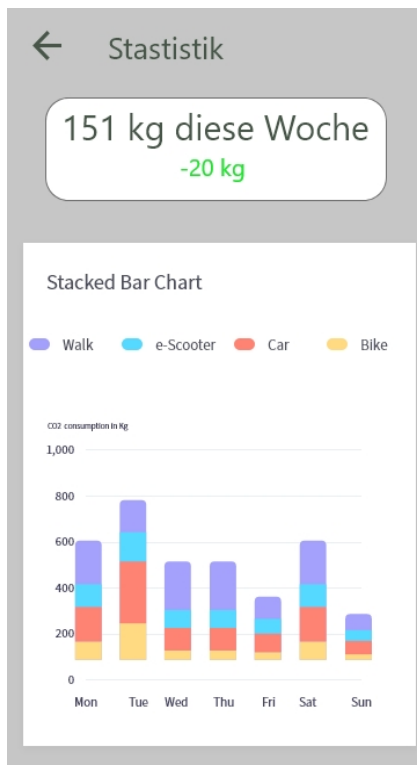 Stastistik
151 kg diese Woche
-20 kg
Stacked Bar Chart
Walk e-Scooter Car Bike
CO2 consumption in Kg
1,000
800
600
400
200
0
Mon Tue Wed Thu Fri Sat Sun